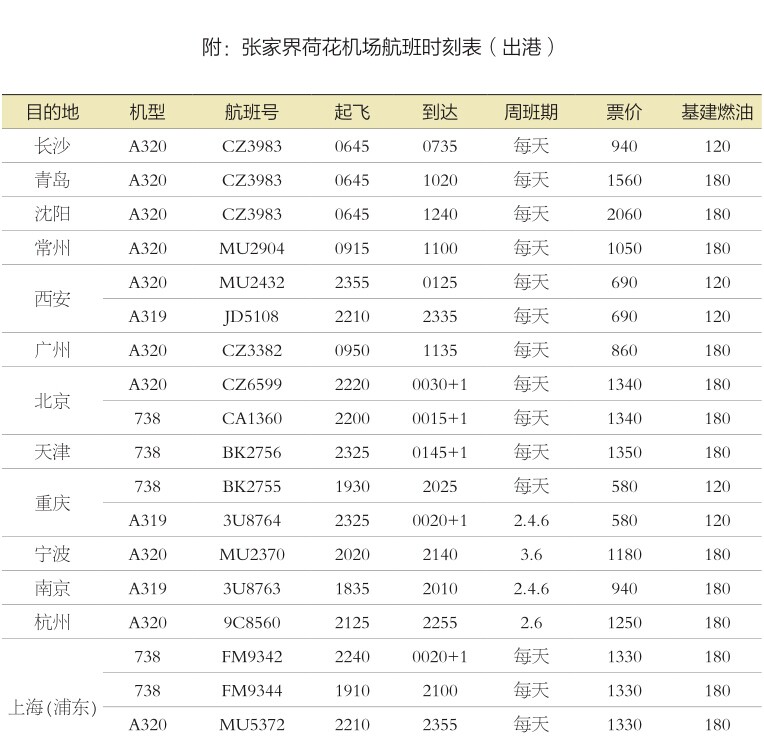 附：张家界荷花机场航班时刻表（出港）
目的地 机型 航班号 起飞 到达 周班期 票价 基建燃油
长沙 A320 CZ3983 0645 0735 每天 940 120
青岛 A320 CZ3983 0645 1020 每天 1560 180
沈阳 A320 CZ3983 0645 1240 每天 2060 180
常州 A320 MU2904 0915 1100 每天 1050 180
西安 A320 MU2432 2355 0125 每天 690 120
A319 JD5108 2210 2335 每天 690 120
广州 A320 CZ3382 0950 1135 每天 860 180
北京 A320 CZ6599 2220 0030+1 每天 1340 180
738 CA1360 2200 0015+1 每天 1340 180
天津 738 BK2756 2325 0145+1 每天 1350 180
重庆 738 BK2755 1930 2025 每天 580 120
A319 3U8764 2325 0020+1 2.4.6 580 120
宁波 A320 MU2370 2020 2140 3.6 1180 180
南京 A319 3U8763 1835 2010 2.4.6 940 180
杭州 A320 9C8560 2125 2255 2.6 1250 180
上海(浦东) 738 FM9342 2240 0020+1 每天 1330 180
738 FM9344 1910 2100 每天 1330 180
A320 MU5372 2210 2355 每天 1330 180